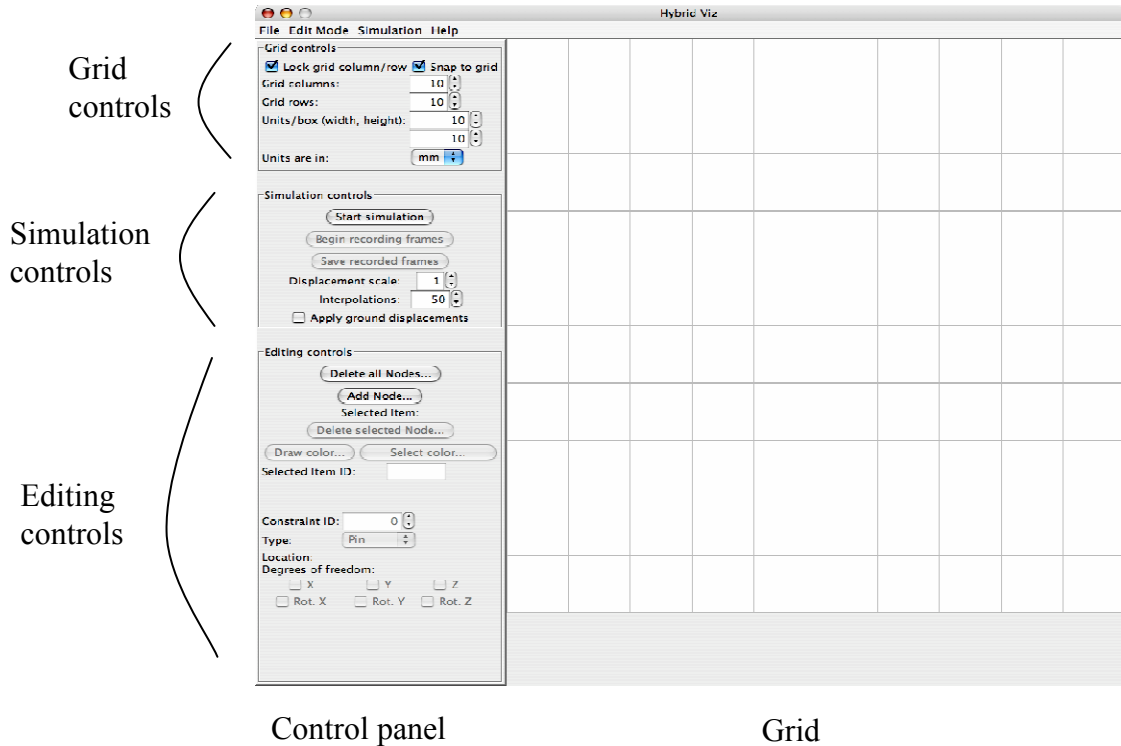 Hybrid Viz
File Edit Mode Simulation Help
Grid controls
Grid controls
Lock grid column/row Snap to grid
Grid columns: 10
Grid rows: 10
Units/box (width, height): 10
10
Units are in: mm
Simulation controls
Simulation controls
Start simulation
Begin recording frames
Save recorded frames
Displacement scale: 1
Interpolations: 50
Apply ground displacements
Editing controls
Editing controls
Delete all Nodes...
Add Node...
Selected Item:
Delete selected Node...
Draw color... Select color...
Selected Item ID:
Constraint ID: 0
Type: Pin
Location:
Degrees of freedom:
X Y Z
Rot. X Rot. Y Rot. Z
Control panel Grid